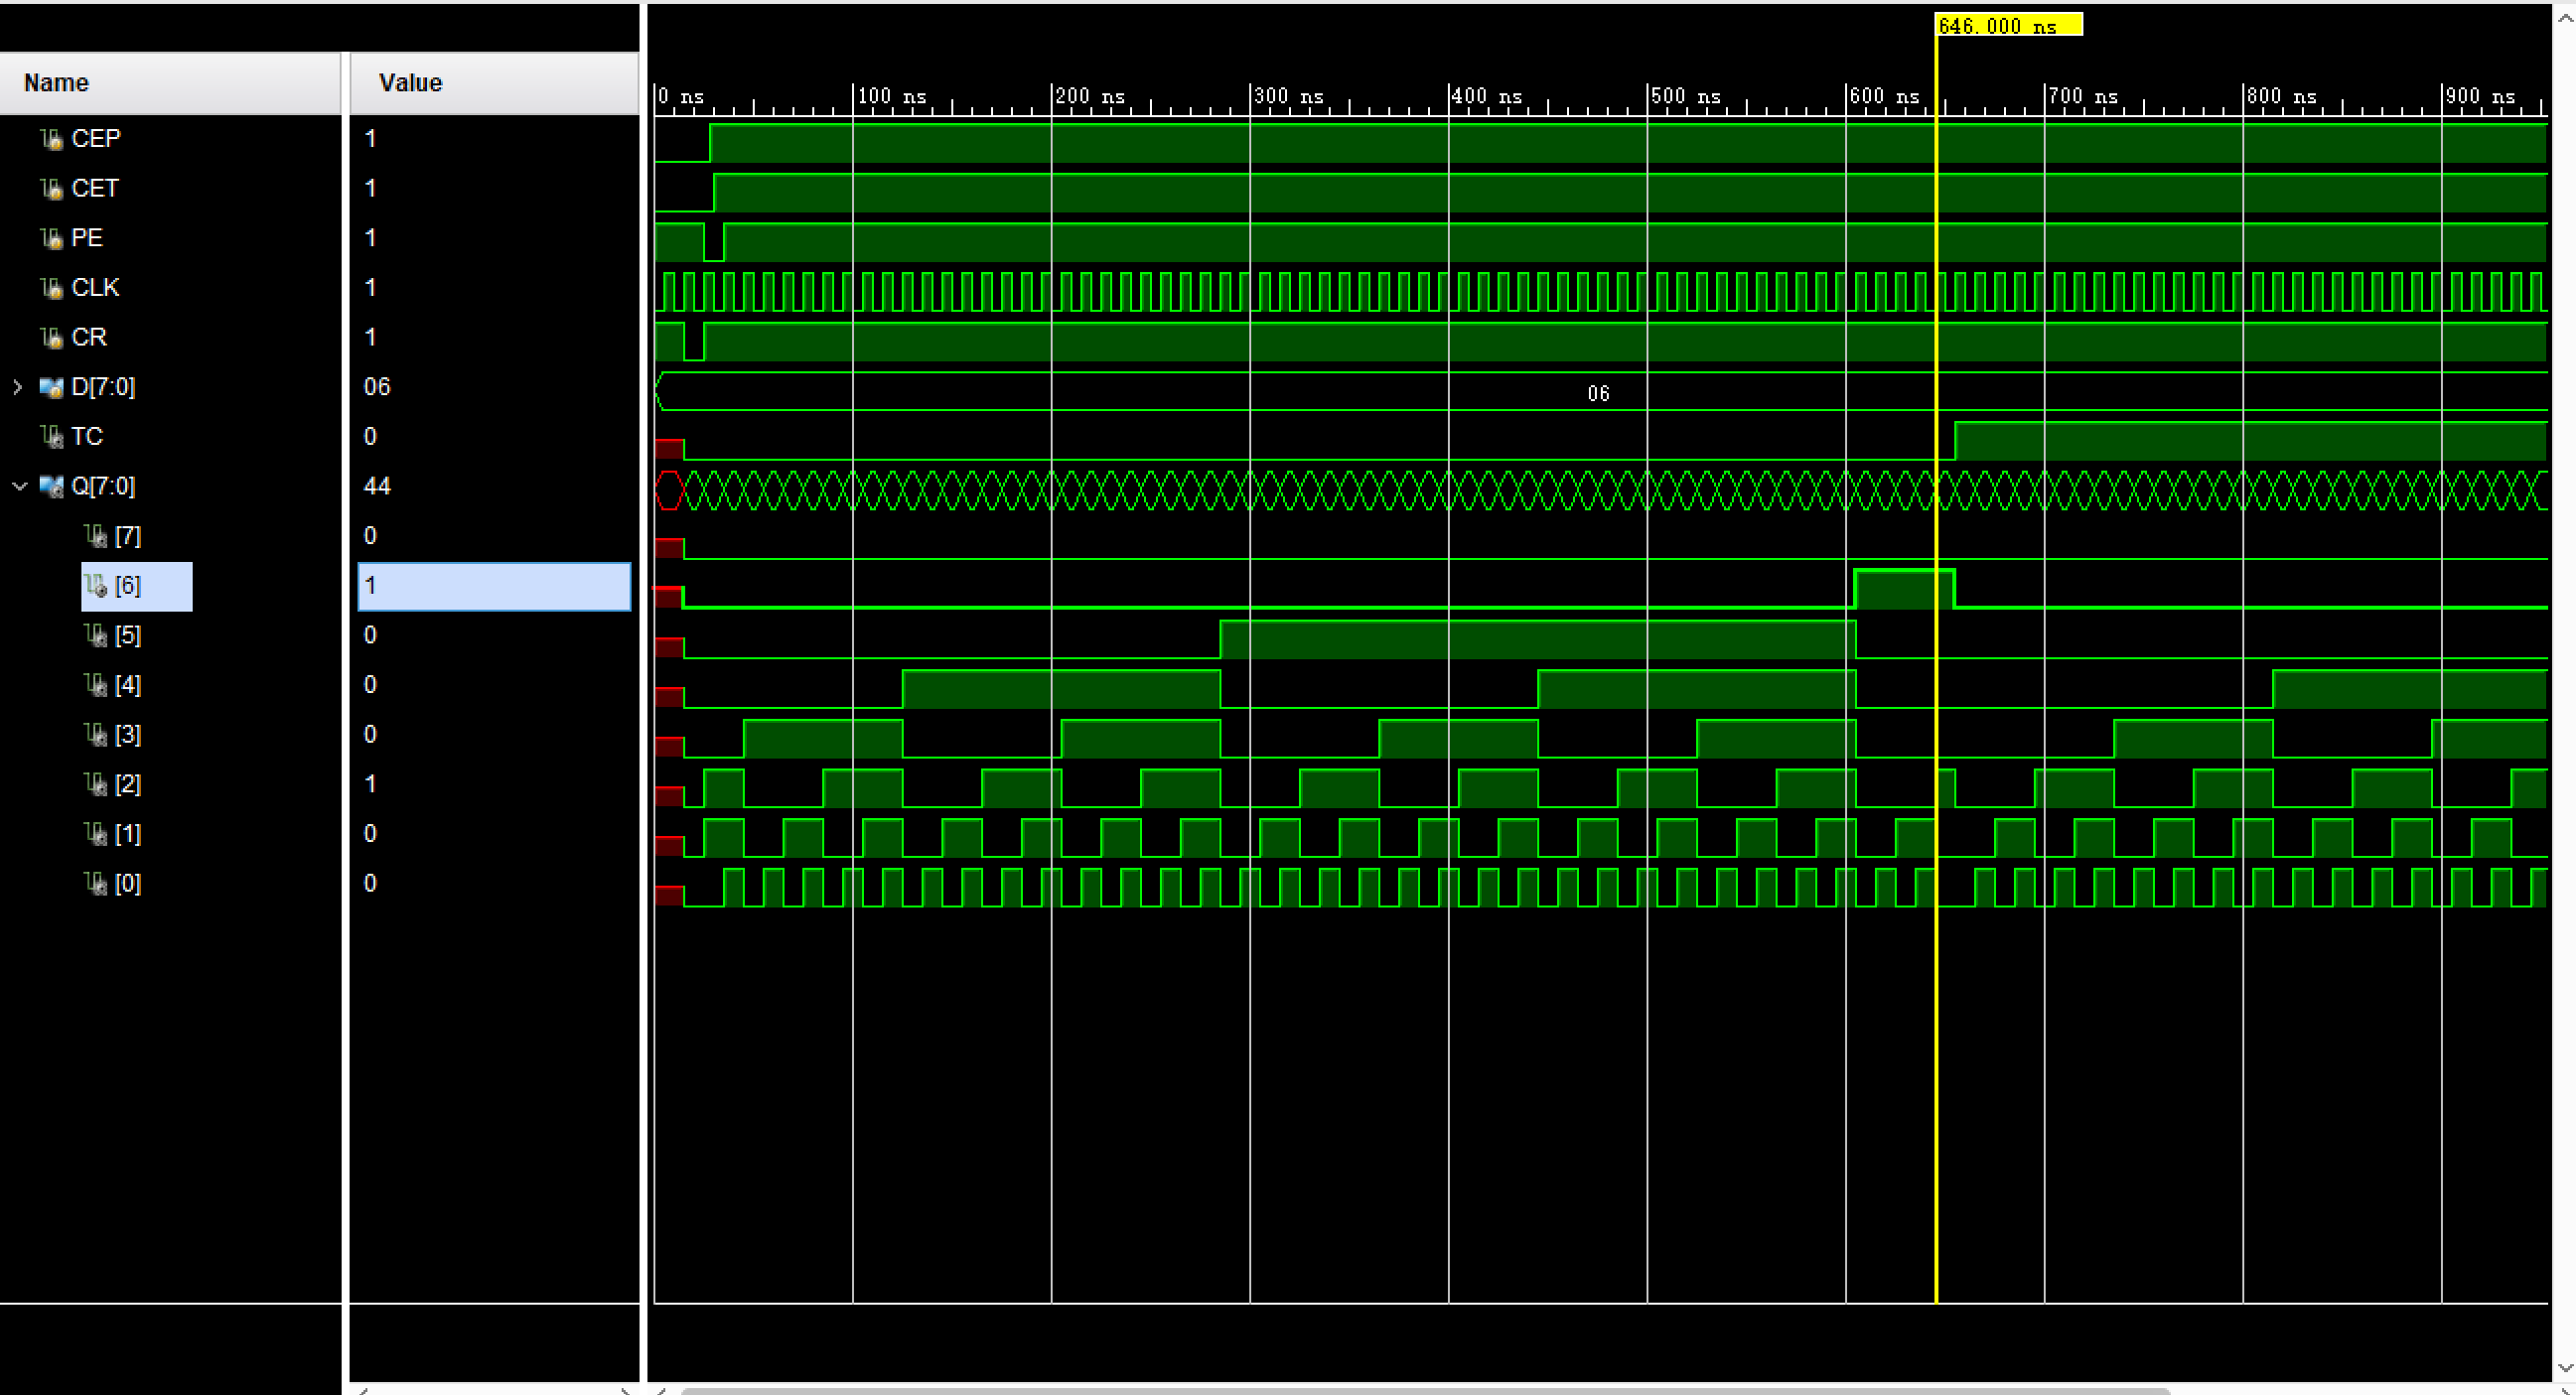 646.000 ns
Name Value
0 ns 100 ns 200 ns 300 ns 400 ns 500 ns 600 ns 700 ns 800 ns 900 ns
CEP 1
CET 1
PE 1
CLK 1
CR 1
D[7:0] 06 06
TC 0
Q[7:0] 44
[7] 0
[6] 1
[5] 0
[4] 0
[3] 0
[2] 1
[1] 0
[0] 0